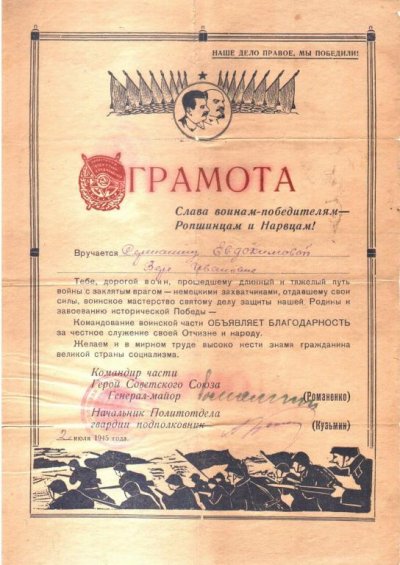 НАШЕ ДЕЛО ПРАВОЕ, МЫ ПОБЕДИЛИ!
ГРАМОТА
Слава воинам-победителям—
Ропшинцам и Нарвцам!
Вручается Сержанту Евдокимовой
Вере Ивановне
Тебе, дорогой воин, прошедшему длинный и тяжелый путь
войны с заклятым врагом — немецкими захватчиками, отдавшему свои
силы, воинское мастерство святому делу защиты нашей Родины и
завоеванию исторической Победы —
Командование воинской части ОБЪЯВЛЯЕТ БЛАГОДАРНОСТЬ
за честное служение своей Отчизне и народу.
Желаем и в мирном труде высоко нести знамя гражданина
великой страны социализма.
Командир части
Герой Советского Союза
Генерал-майор (Романенко)
Начальник Политотдела
гвардии подполковник (Кузьмин)
2 июля 1945 года.